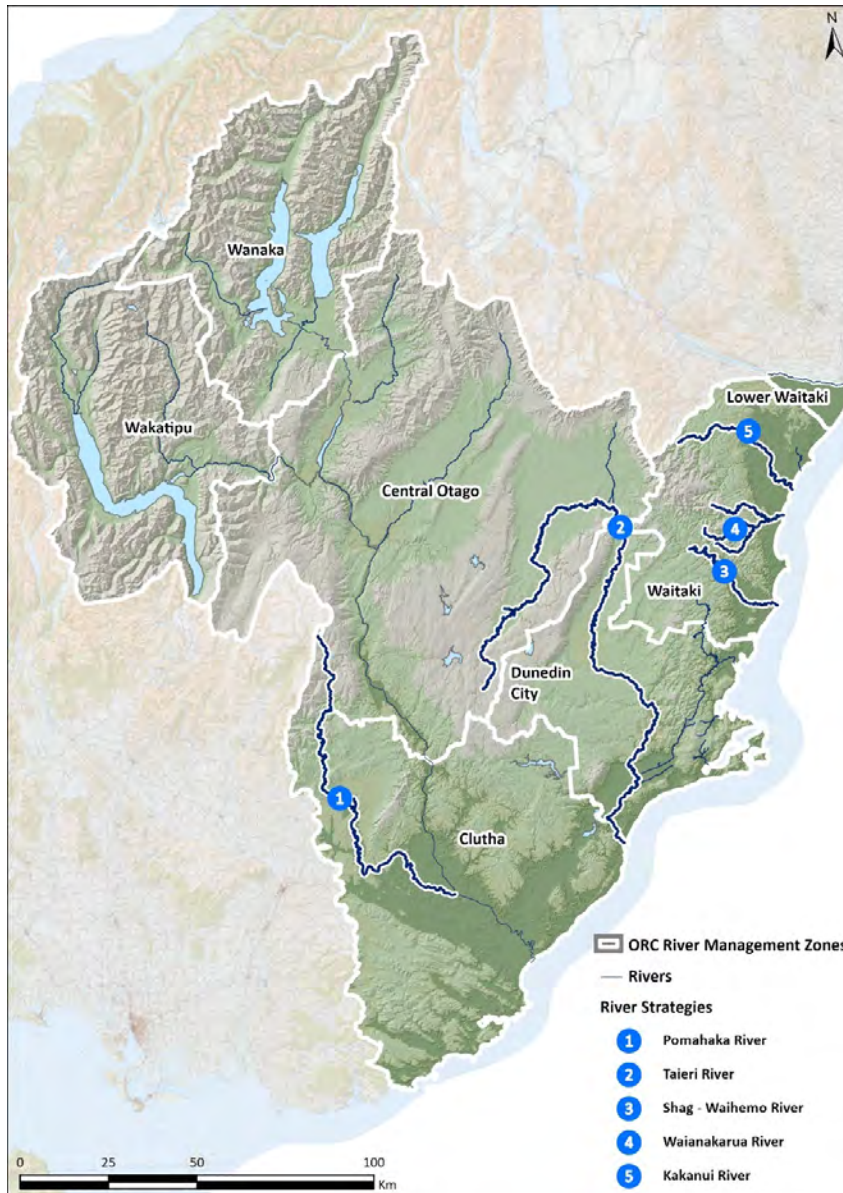 N
Wanaka
Lower Waitaki
5
Wakatipu
Central Otago
2
4
3
Waitaki
Dunedin
City
1
Clutha
ORC River Management Zones
Rivers
River Strategies
1 Pomahaka River
2 Taieri River
3 Shag - Waihemo River
4 Waianakarua River
5 Kakanui River
0 25 50 100
Km